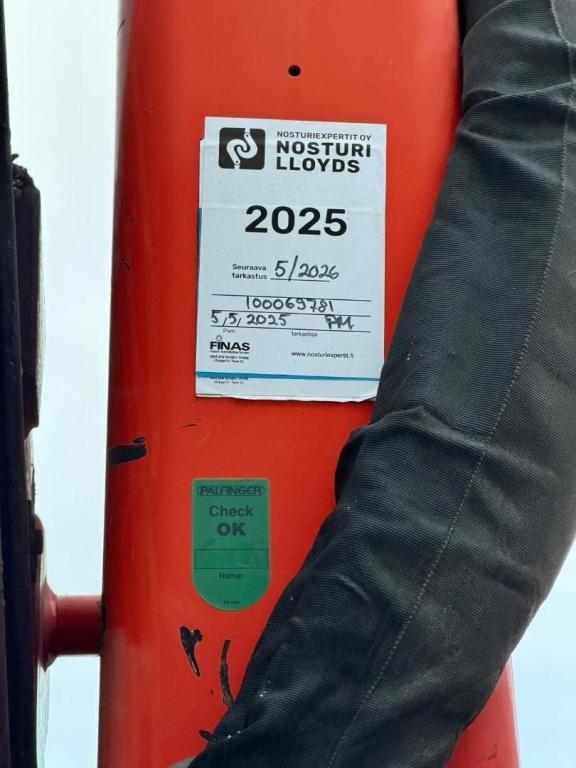 NOSTURIEXPERTIT OY
NOSTURI
LLOYDS
2025
Seuraava
tarkastus 5/2026
100069781
5,5,2025 PM
Pvm tarkastaja
FINAS
www.nosturiexpertit.fi
PALFINGER
Check
OK
Name: